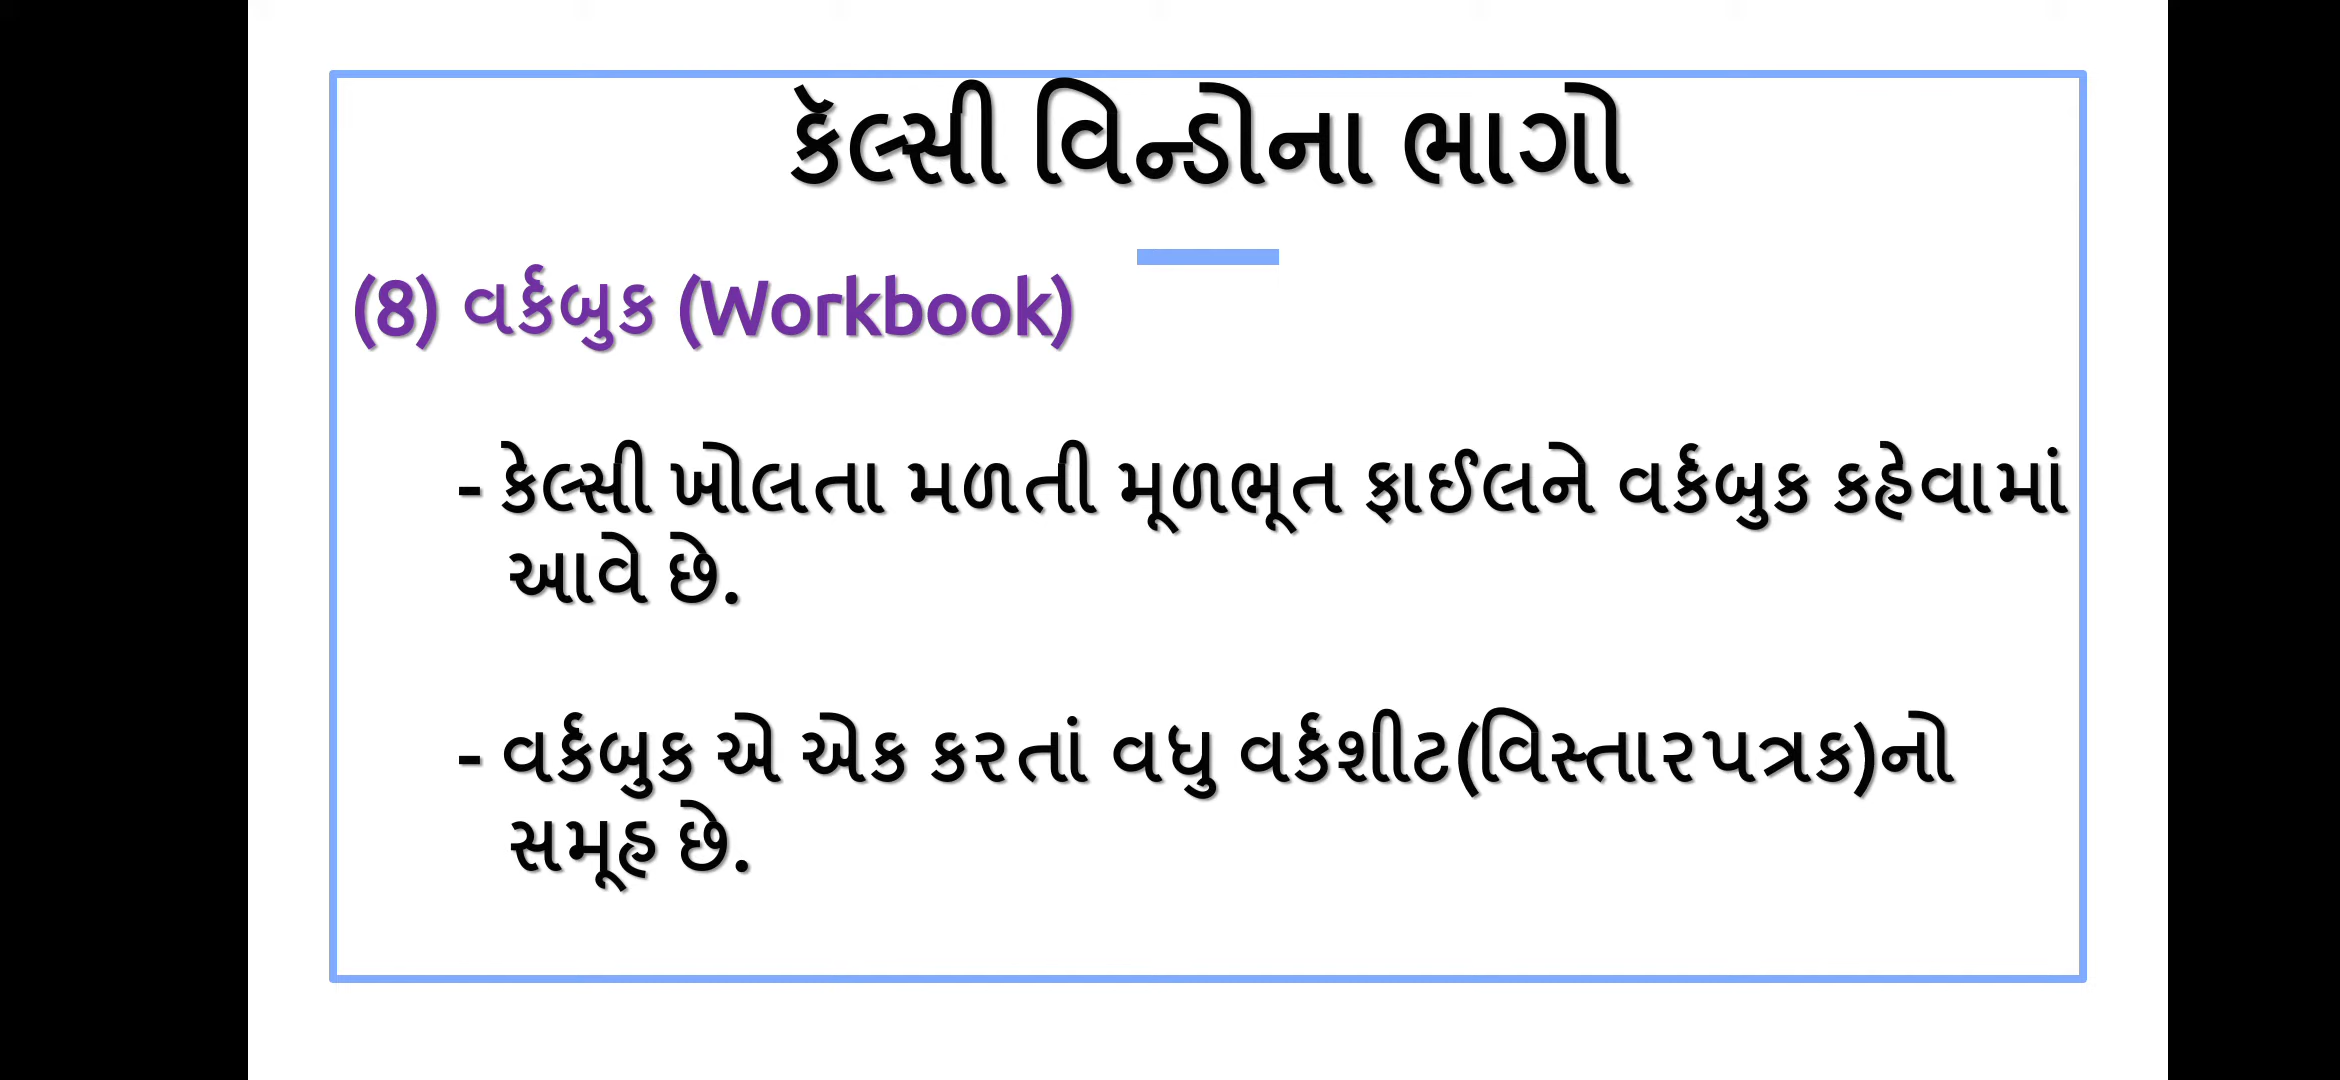 કૅલ્સી વિન્ડોના ભાગો
(8) વર્કબુક (Workbook)
- કેલ્સી ખોલતા મળતી મૂળભૂત ફાઈલને વર્કબુક કહેવામાં
આવે છે.
- વર્કબુક એ એક કરતાં વધુ વર્કશીટ(વિસ્તારપત્રક)નો
સમૂહ છે.